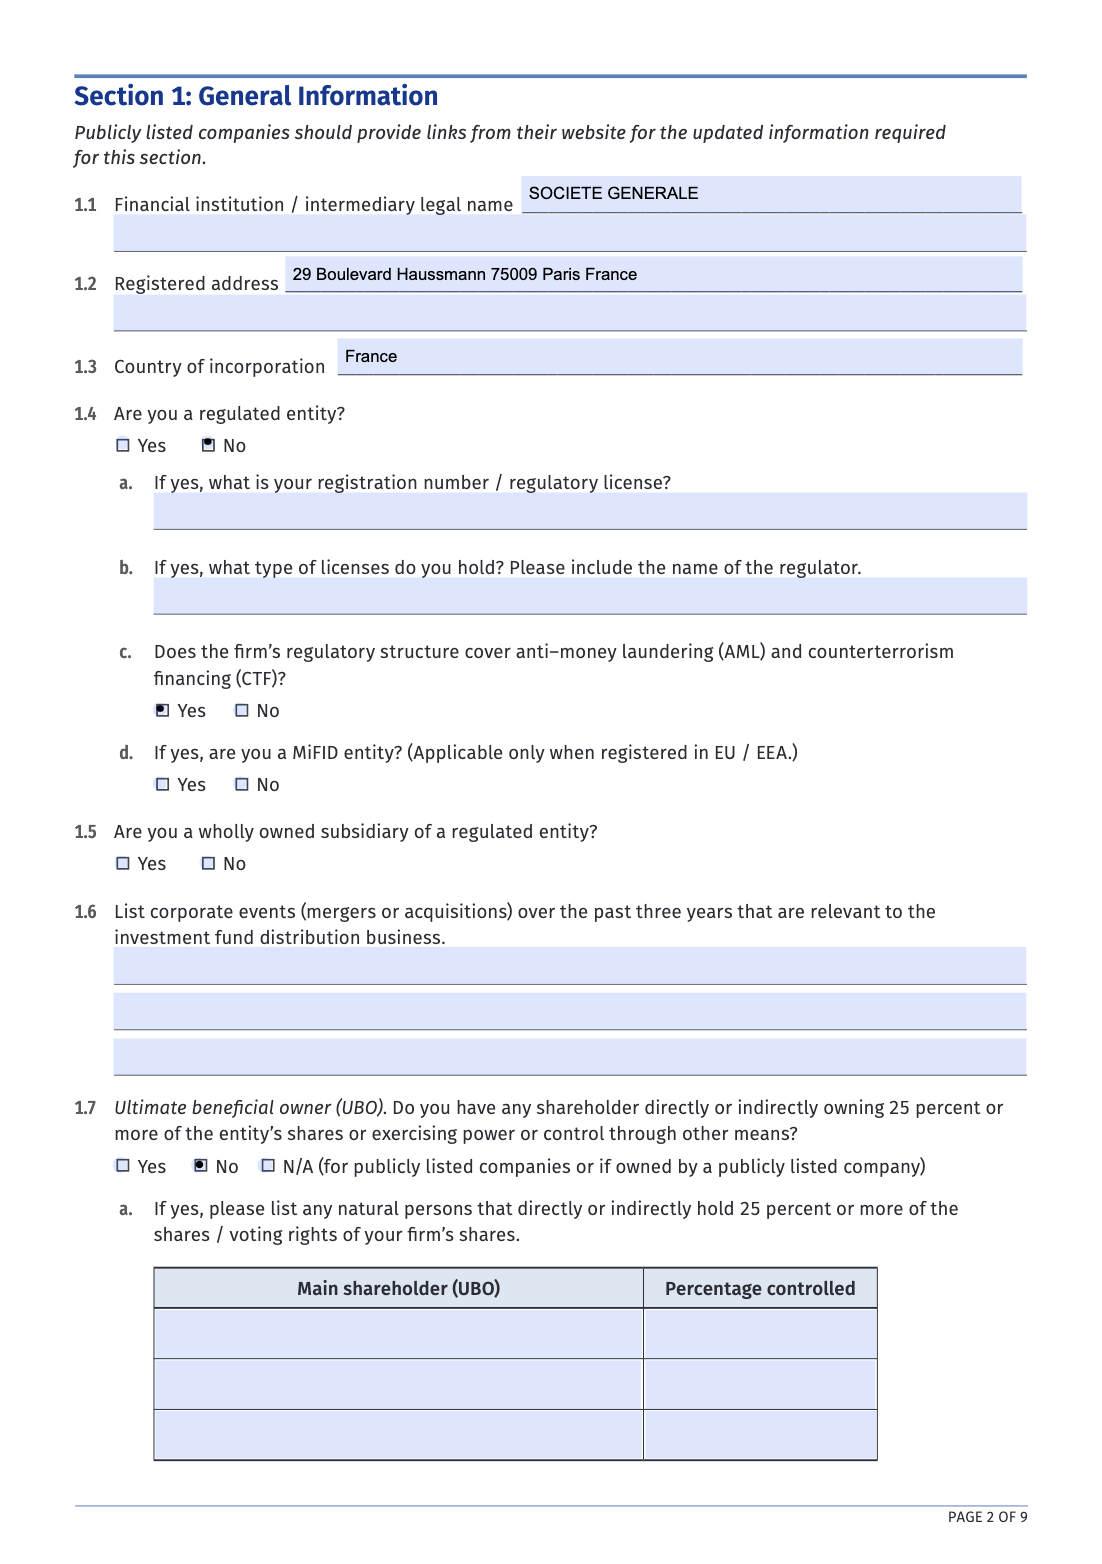 Section 1: General Information
Publicly listed companies should provide links from their website for the updated information required
for this section.
1.1 Financial institution / intermediary legal name SOCIETE GENERALE
1.2 Registered address 29 Boulevard Haussmann 75009 Paris France
1.3 Country of incorporation France
1.4 Are you a regulated entity?
Yes No
a. If yes, what is your registration number / regulatory license?
b. If yes, what type of licenses do you hold? Please include the name of the regulator.
c. Does the firm’s regulatory structure cover anti–money laundering (AML) and counterterrorism
financing (CTF)?
Yes No
d. If yes, are you a MiFID entity? (Applicable only when registered in EU / EEA.)
Yes No
1.5 Are you a wholly owned subsidiary of a regulated entity?
Yes No
1.6 List corporate events (mergers or acquisitions) over the past three years that are relevant to the
investment fund distribution business.
1.7 Ultimate beneficial owner (UBO). Do you have any shareholder directly or indirectly owning 25 percent or
more of the entity’s shares or exercising power or control through other means?
Yes No N/A (for publicly listed companies or if owned by a publicly listed company)
a. If yes, please list any natural persons that directly or indirectly hold 25 percent or more of the
shares / voting rights of your firm’s shares.
Main shareholder (UBO) Percentage controlled
PAGE 2 OF 9